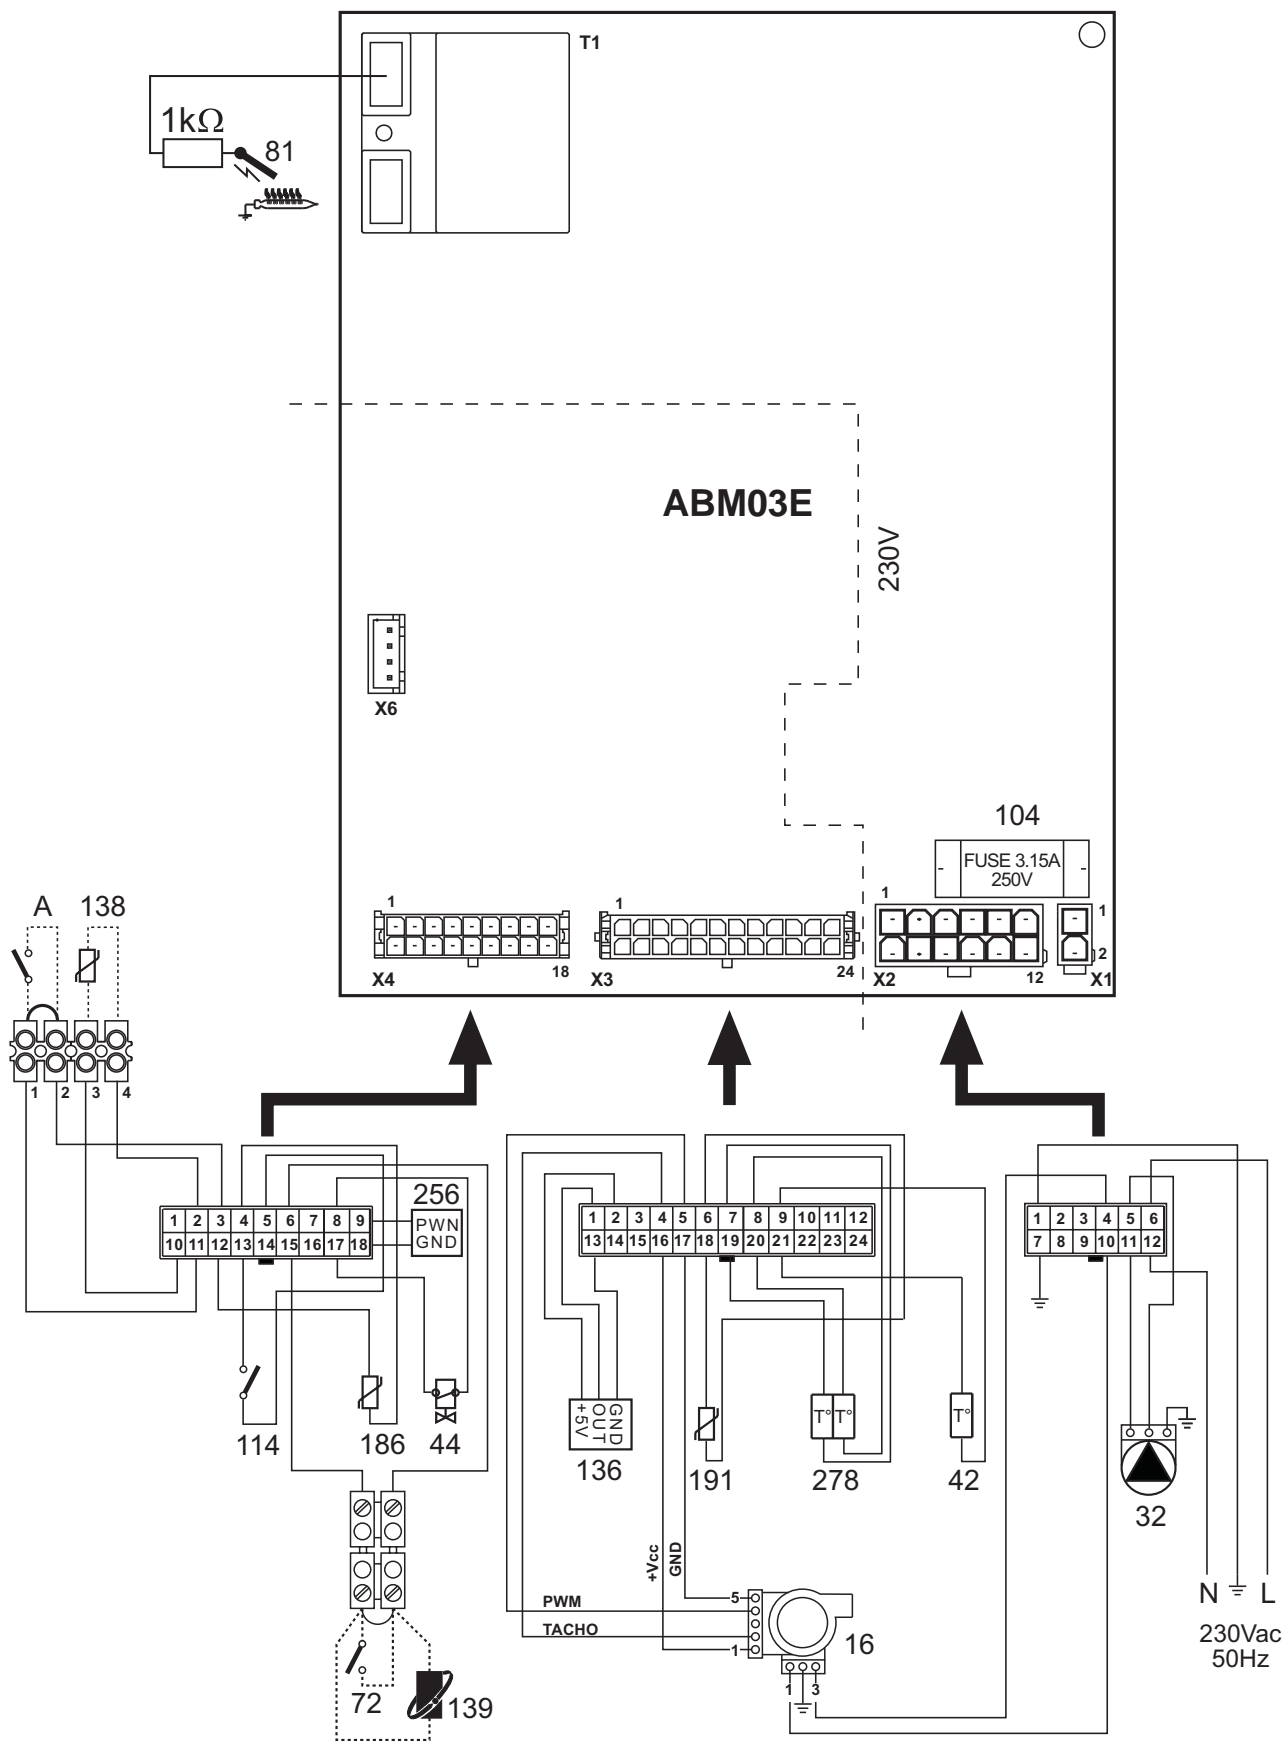 T1
1kΩ
81
ABM03E
230V
X6
104
FUSE 3.15A
250V
A 138
1 1 1 1
X4 18 X3 24 X2 12 X1 2
1 2 3 4
256
1 2 3 4 5 6 7 8 9
10 11 12 13 14 15 16 17 18
PWN
GND
1 2 3 4 5 6 7 8 9 10 11 12
13 14 15 16 17 18 19 20 21 22 23 24
1 2 3 4 5 6
7 8 9 10 11 12
114 186 44
+5V
OUT
GND
136 191 278 42
T° T° T°
32
+Vcc
GND
PWM
TACHO
5
1
16
1 3
72
139
N L
230Vac
50Hz